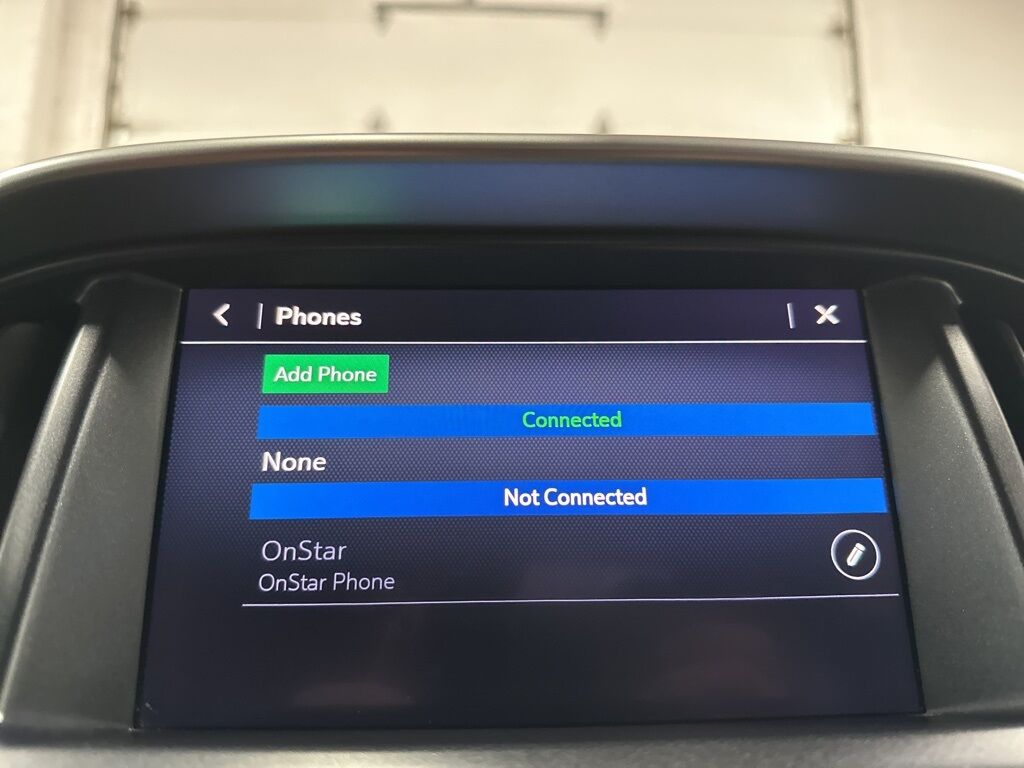 Phones
Add Phone
Connected
None
Not Connected
OnStar
OnStar Phone